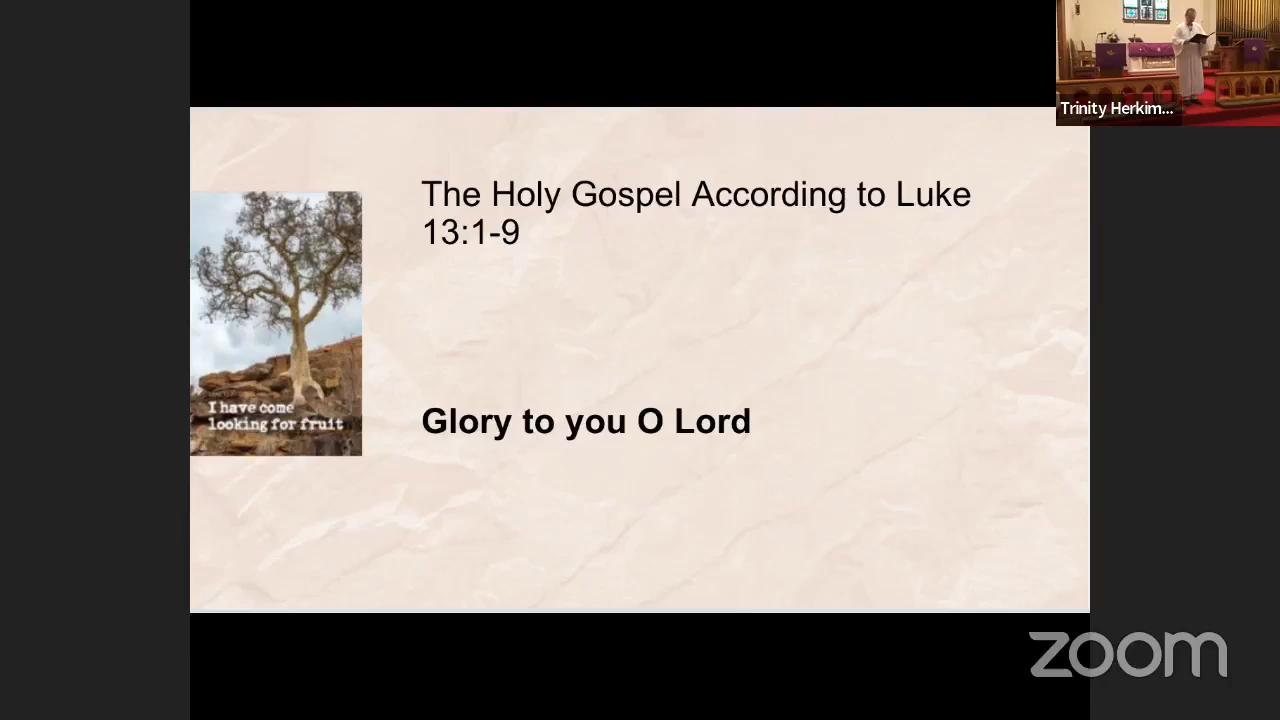 Trinity Herkim...
The Holy Gospel According to Luke
13:1-9
I have come
looking for fruit
Glory to you O Lord
zoom